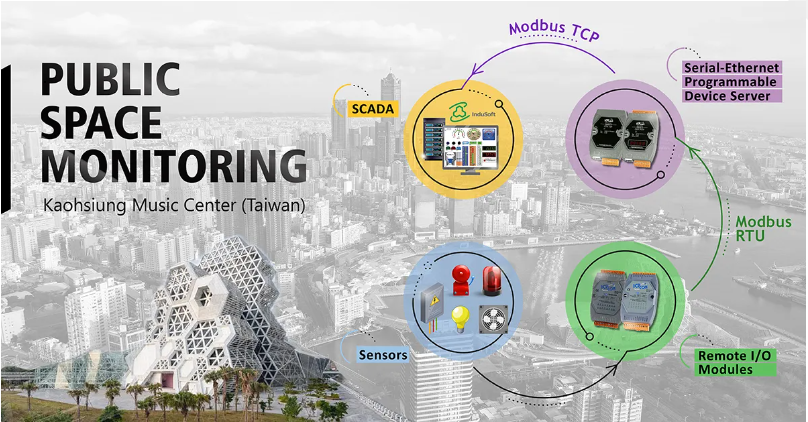 PUBLIC
SPACE
MONITORING
Kaohsiung Music Center (Taiwan)
Modbus TCP
SCADA
InduSoft
Serial-Ethernet
Programmable
Device Server
Modbus
RTU
Sensors
Remote I/O
Modules